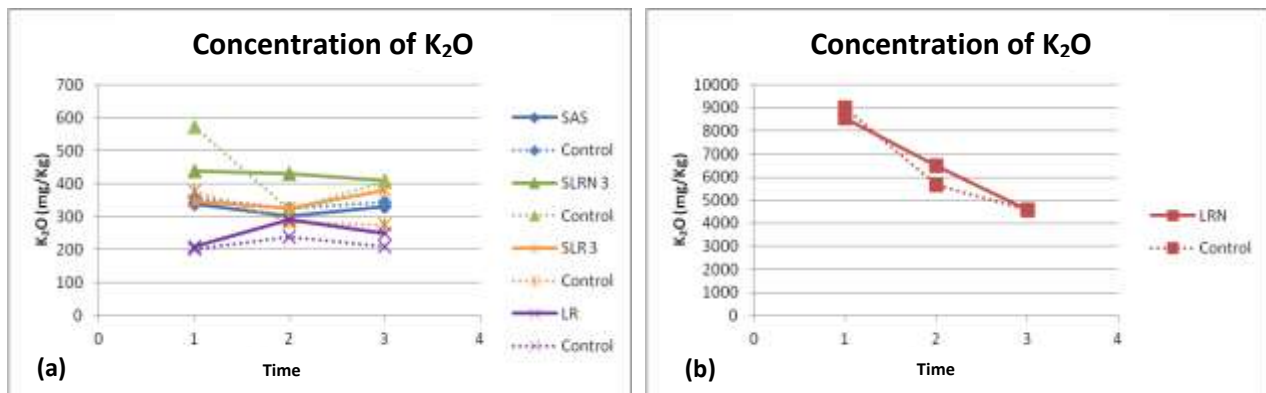 Concentration of K₂O
K₂O (mg/Kg)
700
600
500
400
300
200
100
0
0 1 2 3 4
Time
SAS
Control
SLRN 3
Control
SLR 3
Control
LR
Control
(a)
Concentration of K₂O
K₂O (mg/Kg)
10000
9000
8000
7000
6000
5000
4000
3000
2000
1000
0
0 1 2 3 4
Time
LRN
Control
(b)